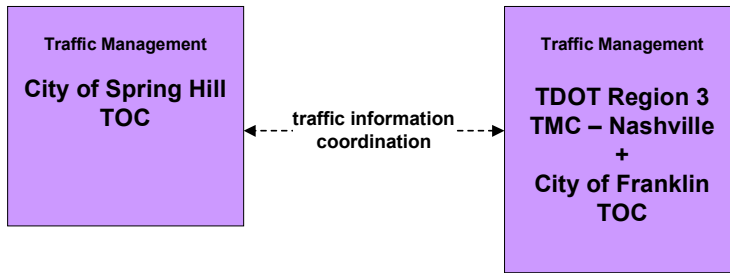 Traffic Management
City of Spring Hill
TOC
traffic information
coordination
Traffic Management
TDOT Region 3
TMC – Nashville
+
City of Franklin
TOC